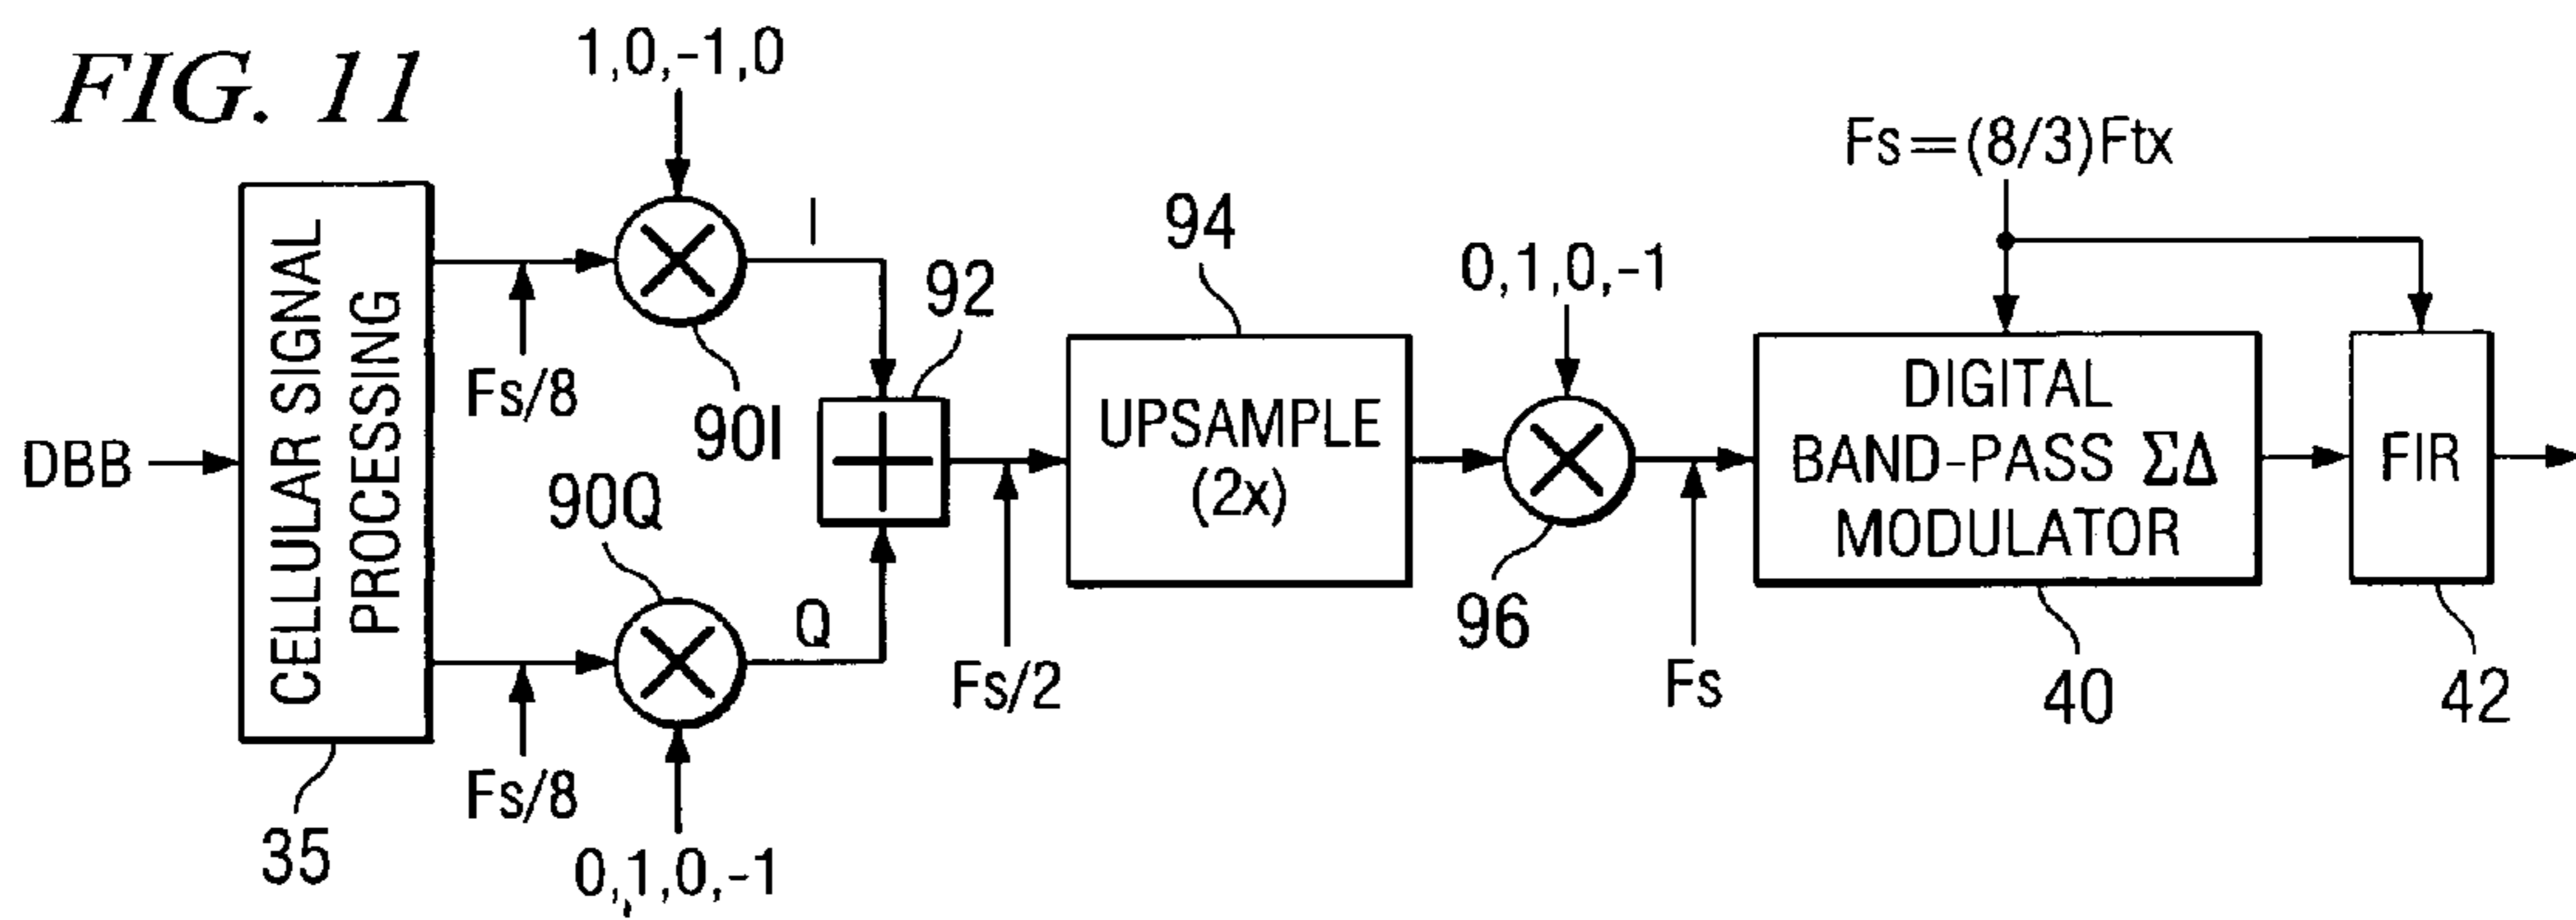 FIG. 11
1,0,-1,0
Fs=(8/3)Ftx
CELLULAR SIGNAL
PROCESSING
I
94
0,1,0,-1
92
Fs/8
90I
DBB
UPSAMPLE
(2x)
DIGITAL
BAND-PASS ΣΔ
MODULATOR
FIR
90Q
Q
96
Fs/2
Fs
40
42
Fs/8
35
0,1,0,-1